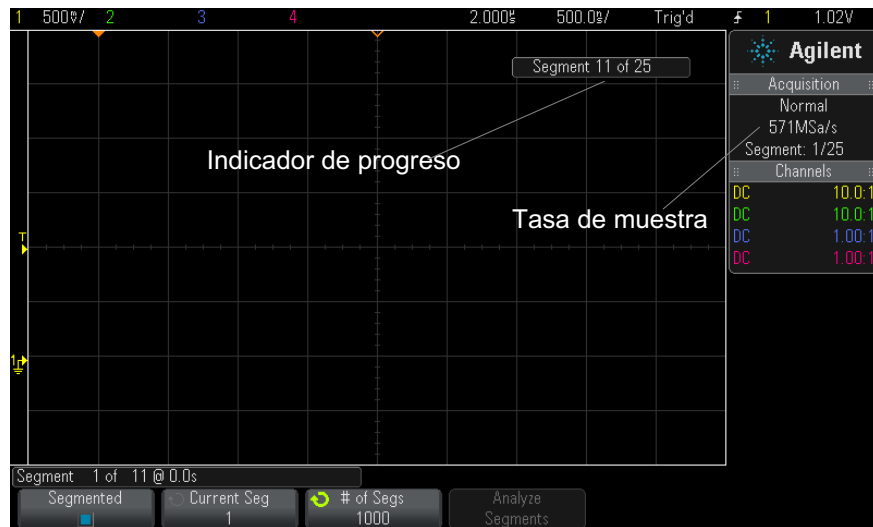 1 500V/ 2 3 4 2.000s 500.0s/ Trig'd 1 1.02V
Agilent
Segment 11 of 25
Acquisition
Normal
571MSa/s
Segment: 1/25
Indicador de progreso
Channels
DC 10.0:1
DC 10.0:1
DC 1.00:1
DC 1.00:1
Tasa de muestra
T
1
Segment 1 of 11 @ 0.0s
Segmented
Current Seg
1
# of Segs
1000
Analyze
Segments